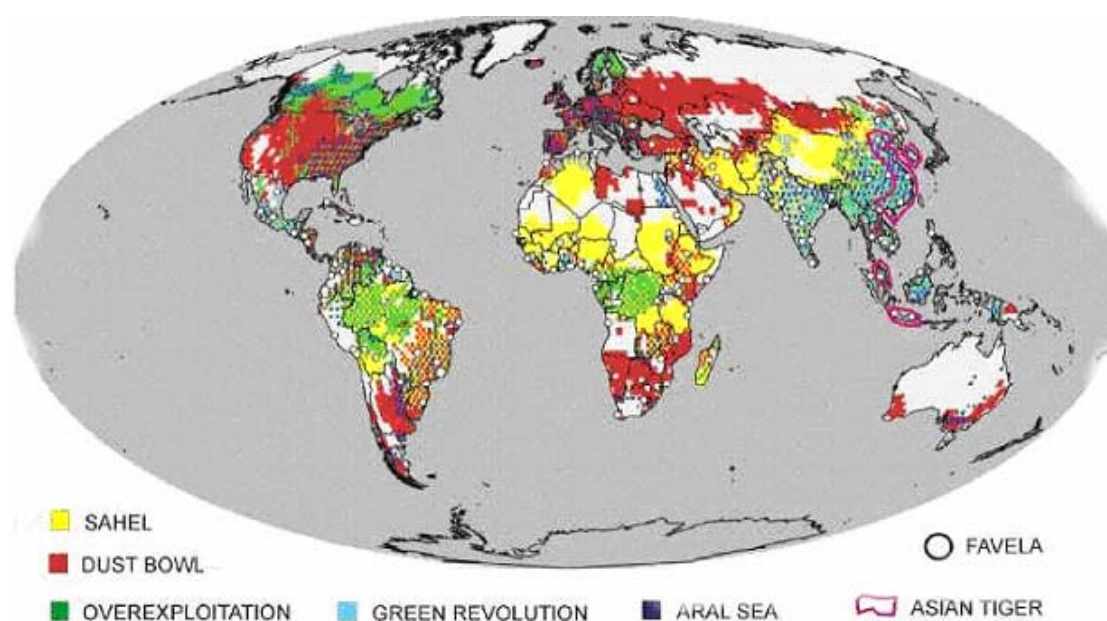 SAHEL
DUST BOWL
FAVELA
OVEREXPLOITATION
GREEN REVOLUTION
ARAL SEA
ASIAN TIGER